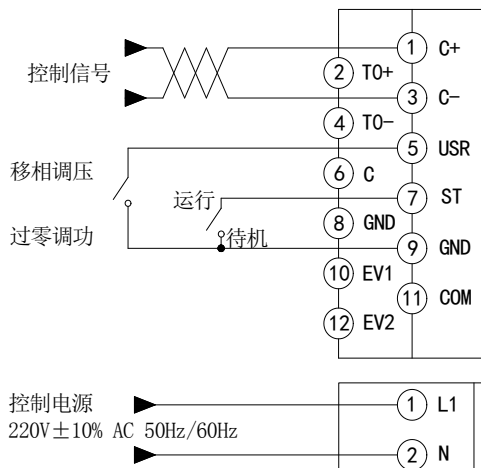 ① C+
控制信号
② TO+
③ C-
④ TO-
⑤ USR
移相调压
⑥ C
运行
⑦ ST
⑧ GND
过零调功
待机
⑨ GND
⑩ EV1
⑪ COM
⑫ EV2
控制电源
① L1
220V±10% AC 50Hz/60Hz
② N